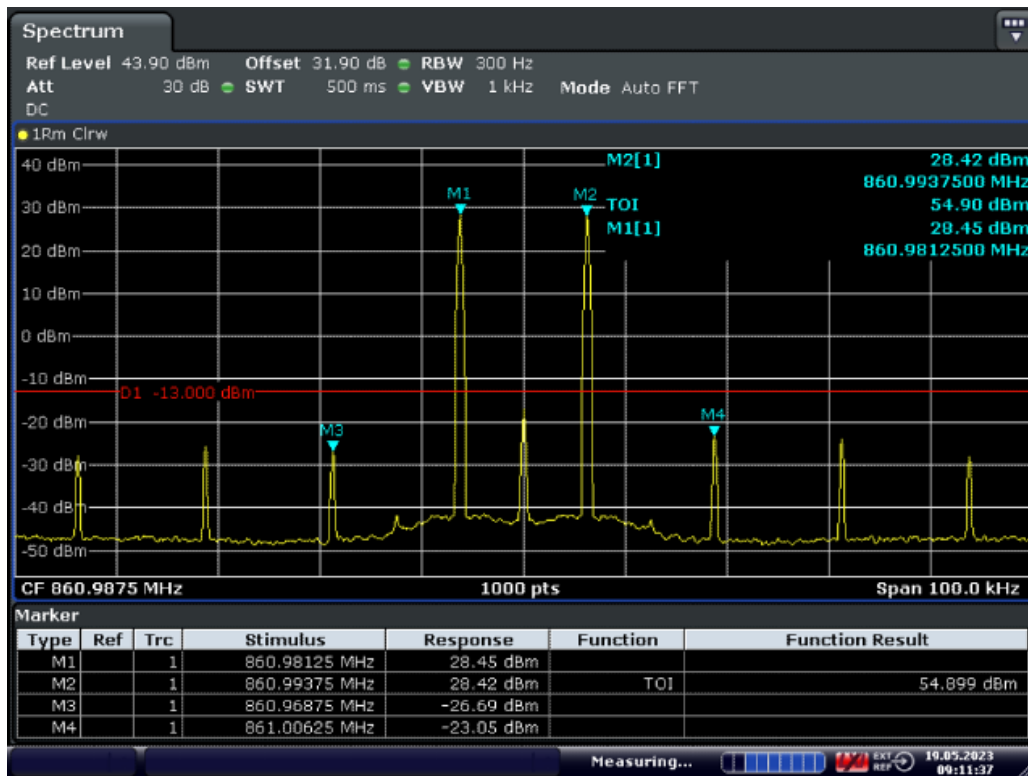 Spectrum
Ref Level 43.90 dBm Offset 31.90 dB RBW 300 Hz
Att 30 dB SWT 500 ms VBW 1 kHz Mode Auto FFT
DC
1Rm Clrw
40 dBm
M2[1] 28.42 dBm
860.9937500 MHz
M1
M2
30 dBm
TOI 54.90 dBm
M1[1] 28.45 dBm
20 dBm
860.9812500 MHz
10 dBm
0 dBm
-10 dBm
D1 -13.000 dBm
-20 dBm
M3
M4
-30 dBm
-40 dBm
-50 dBm
CF 860.9875 MHz 1000 pts Span 100.0 kHz
Marker
Type Ref Trc Stimulus Response Function Function Result
M1 1 860.98125 MHz 28.45 dBm
M2 1 860.99375 MHz 28.42 dBm TOI 54.899 dBm
M3 1 860.96875 MHz -26.69 dBm
M4 1 861.00625 MHz -23.05 dBm
Measuring... EXT REF 19.05.2023
09:11:37